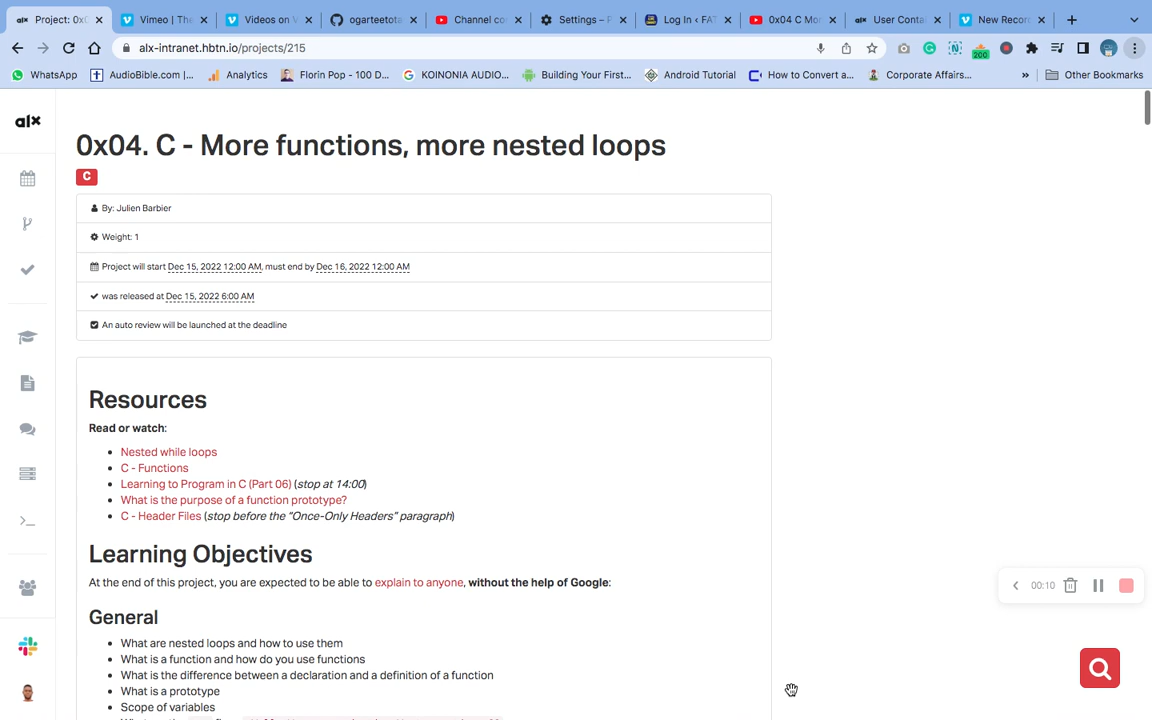 Project: 0x
Vimeo | The
Videos on V
ogarteetota
Channel co
Settings – P
Log In ‹ FAT
0x04 C Mo
User Conta
New Recor
alx-intranet.hbtn.io/projects/215
200
WhatsApp
AudioBible.com |...
Analytics
Florin Pop - 100 D...
KOINONIA AUDIO...
Building Your First...
Android Tutorial
How to Convert a...
Corporate Affairs...
»
Other Bookmarks
alx
0x04. C - More functions, more nested loops
C
By: Julien Barbier
Weight: 1
Project will start Dec 15, 2022 12:00 AM, must end by Dec 16, 2022 12:00 AM
was released at Dec 15, 2022 6:00 AM
An auto review will be launched at the deadline
Resources
Read or watch:
Nested while loops
C - Functions
Learning to Program in C (Part 06) (stop at 14:00)
What is the purpose of a function prototype?
C - Header Files (stop before the “Once-Only Headers” paragraph)
Learning Objectives
At the end of this project, you are expected to be able to explain to anyone, without the help of Google:
00:10
General
What are nested loops and how to use them
What is a function and how do you use functions
What is the difference between a declaration and a definition of a function
What is a prototype
Scope of variables